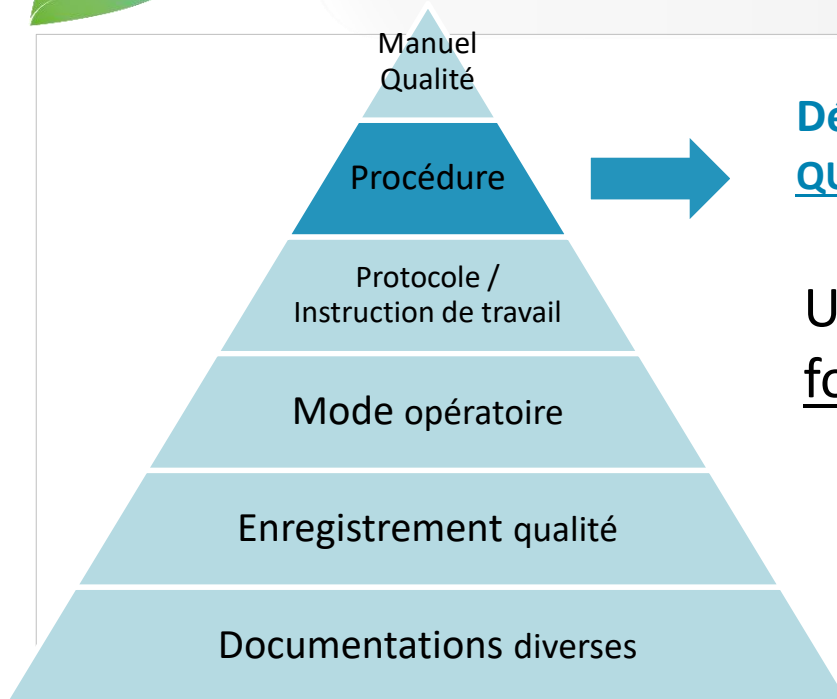 Manuel
Qualité
Procédure
Protocole /
Instruction de travail
Mode opératoire
Enregistrement qualité
Documentations diverses